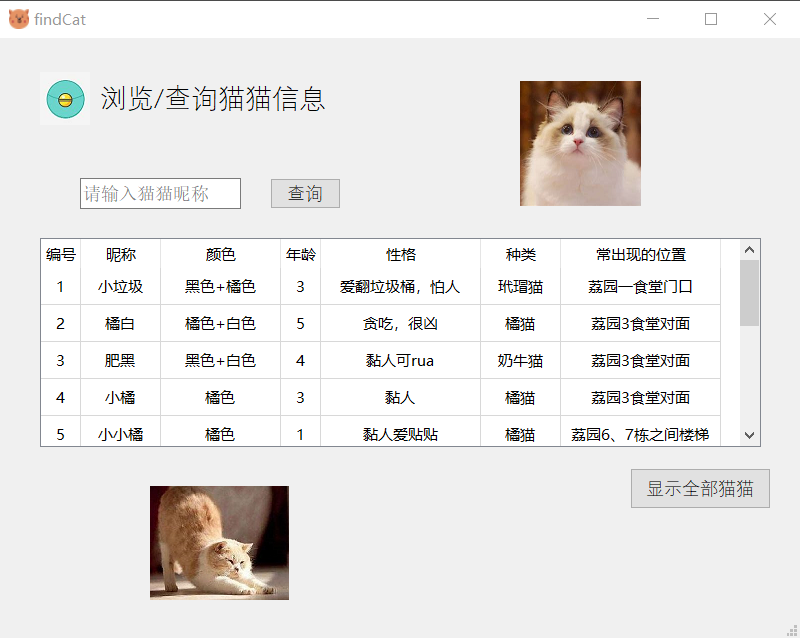 findCat
浏览/查询猫猫信息
请输入猫猫昵称 查询
编号 昵称 颜色 年龄 性格 种类 常出现的位置
1 小垃圾 黑色+橘色 3 爱翻垃圾桶，怕人 玳瑁猫 荔园一食堂门口
2 橘白 橘色+白色 5 贪吃，很凶 橘猫 荔园3食堂对面
3 肥黑 黑色+白色 4 黏人可rua 奶牛猫 荔园3食堂对面
4 小橘 橘色 3 黏人 橘猫 荔园3食堂对面
5 小小橘 橘色 1 黏人爱贴贴 橘猫 荔园6、7栋之间楼梯
显示全部猫猫